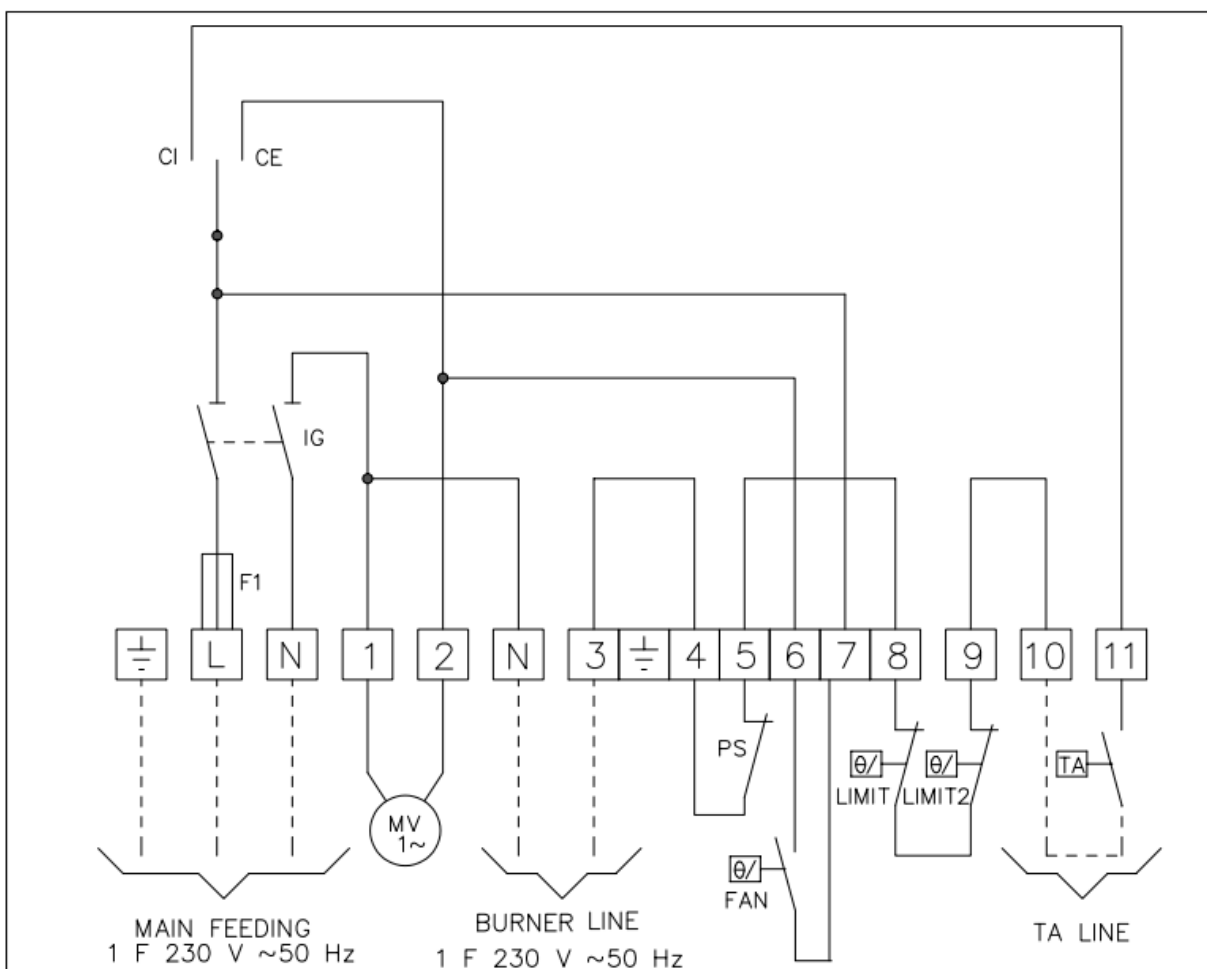 CI
CE
IG
F1
L N 1 2 N 3 4 5 6 7 8 9 10 11
PS
θ/ θ/ TA
LIMIT LIMIT2
MV
1~
θ/
FAN
MAIN FEEDING
1 F 230 V ~50 Hz
BURNER LINE
1 F 230 V ~50 Hz
TA LINE